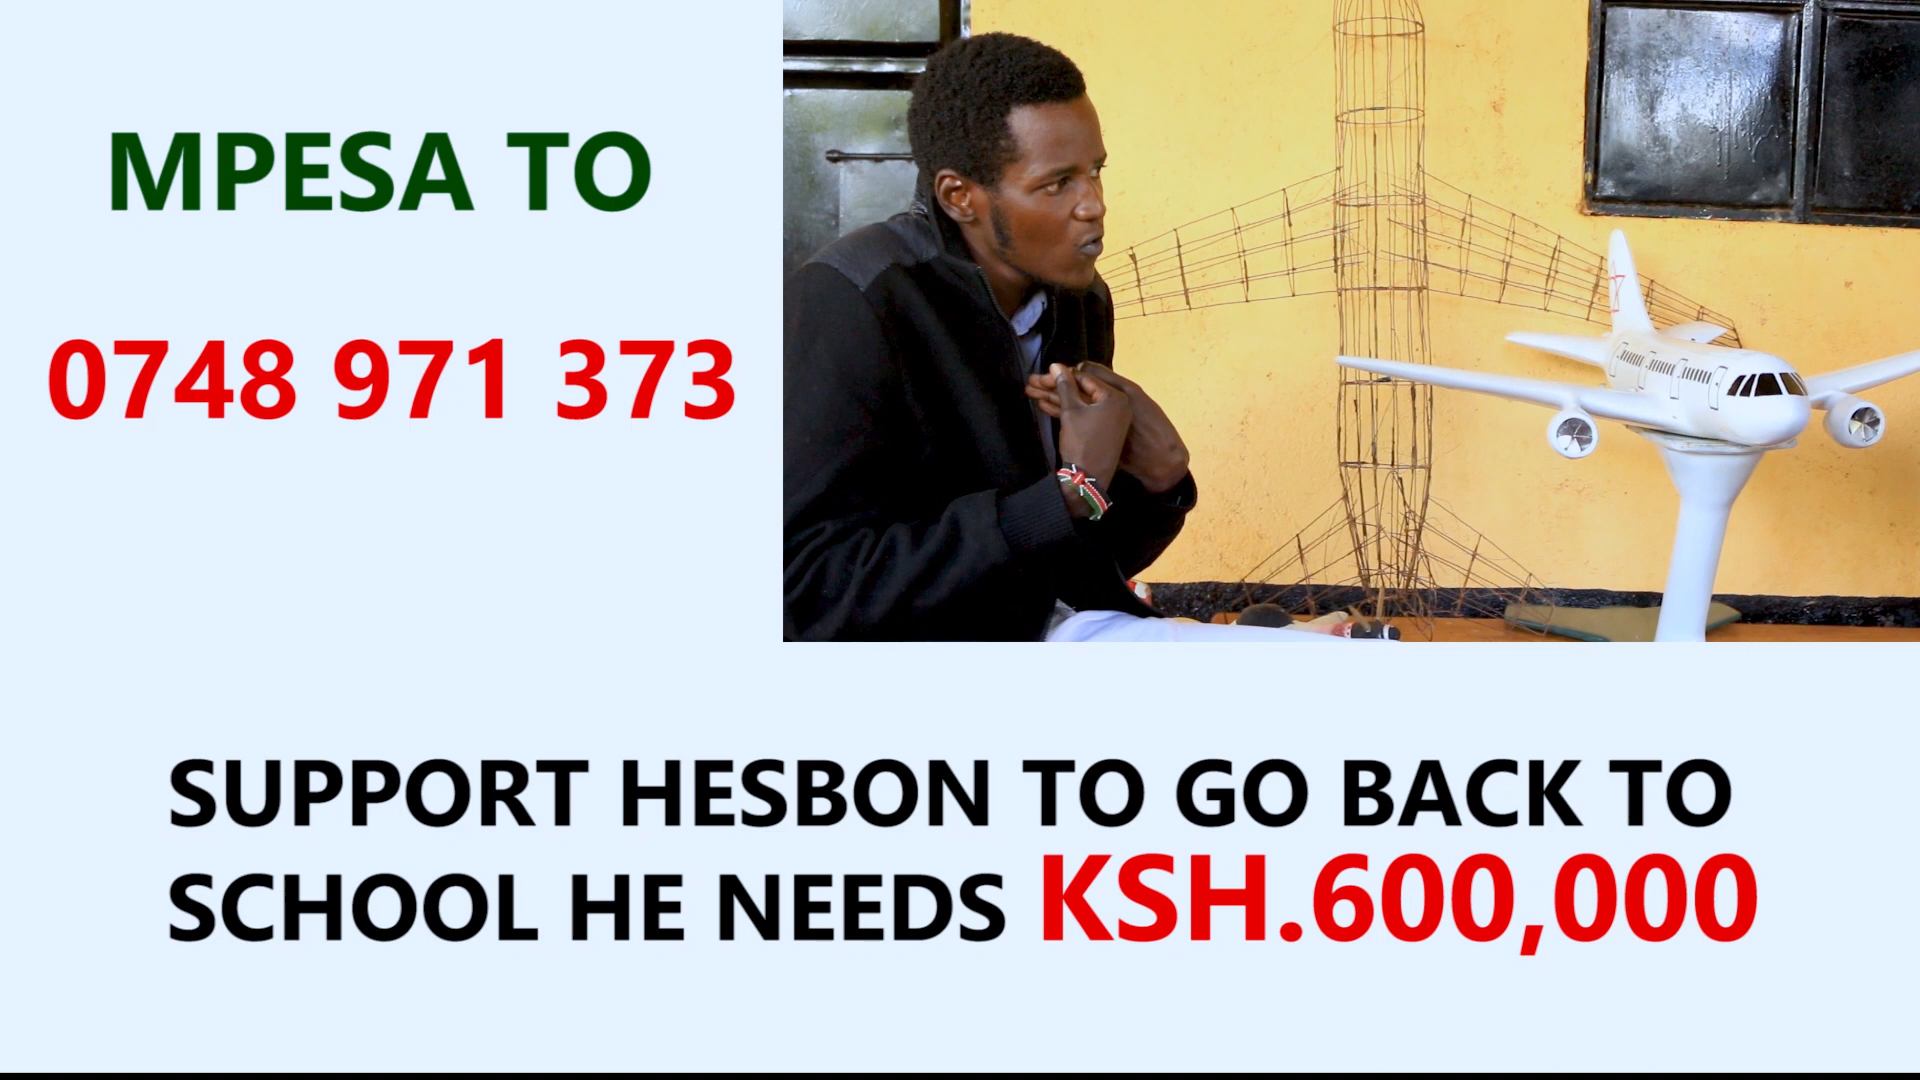 MPESA TO
0748 971 373
SUPPORT HESBON TO GO BACK TO
SCHOOL HE NEEDS KSH.600,000